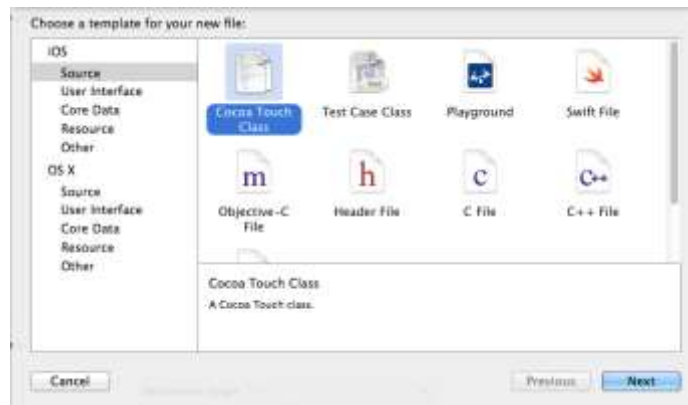 Choose a template for your new file:
iOS
Source
User Interface
Core Data
Resource
Other
OS X
Source
User Interface
Core Data
Resource
Other
Cocoa Touch
Class
Test Case Class
Playground
Swift File
m
h
C
C++
Objective-C
File
Header File
C File
C++ File
Cocoa Touch Class
A Cocoa Touch class.
Cancel
Previous
Next